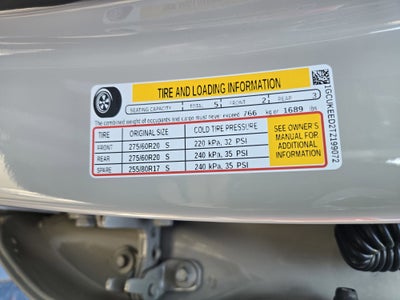 TIRE AND LOADING INFORMATION
SEATING CAPACITY TOTAL 5 FRONT 2 REAR 3
The combined weight of occupants and cargo must never exceed 766 kg or 1689 lbs
TIRE ORIGINAL SIZE COLD TIRE PRESSURE
FRONT 275/60R20 S 220 kPa, 32 PSI
REAR 275/60R20 S 240 kPa, 35 PSI
SPARE 255/80R17 S 240 kPa, 35 PSI
SEE OWNER'S
MANUAL FOR
ADDITIONAL
INFORMATION
1GCUKEED2TZ199072